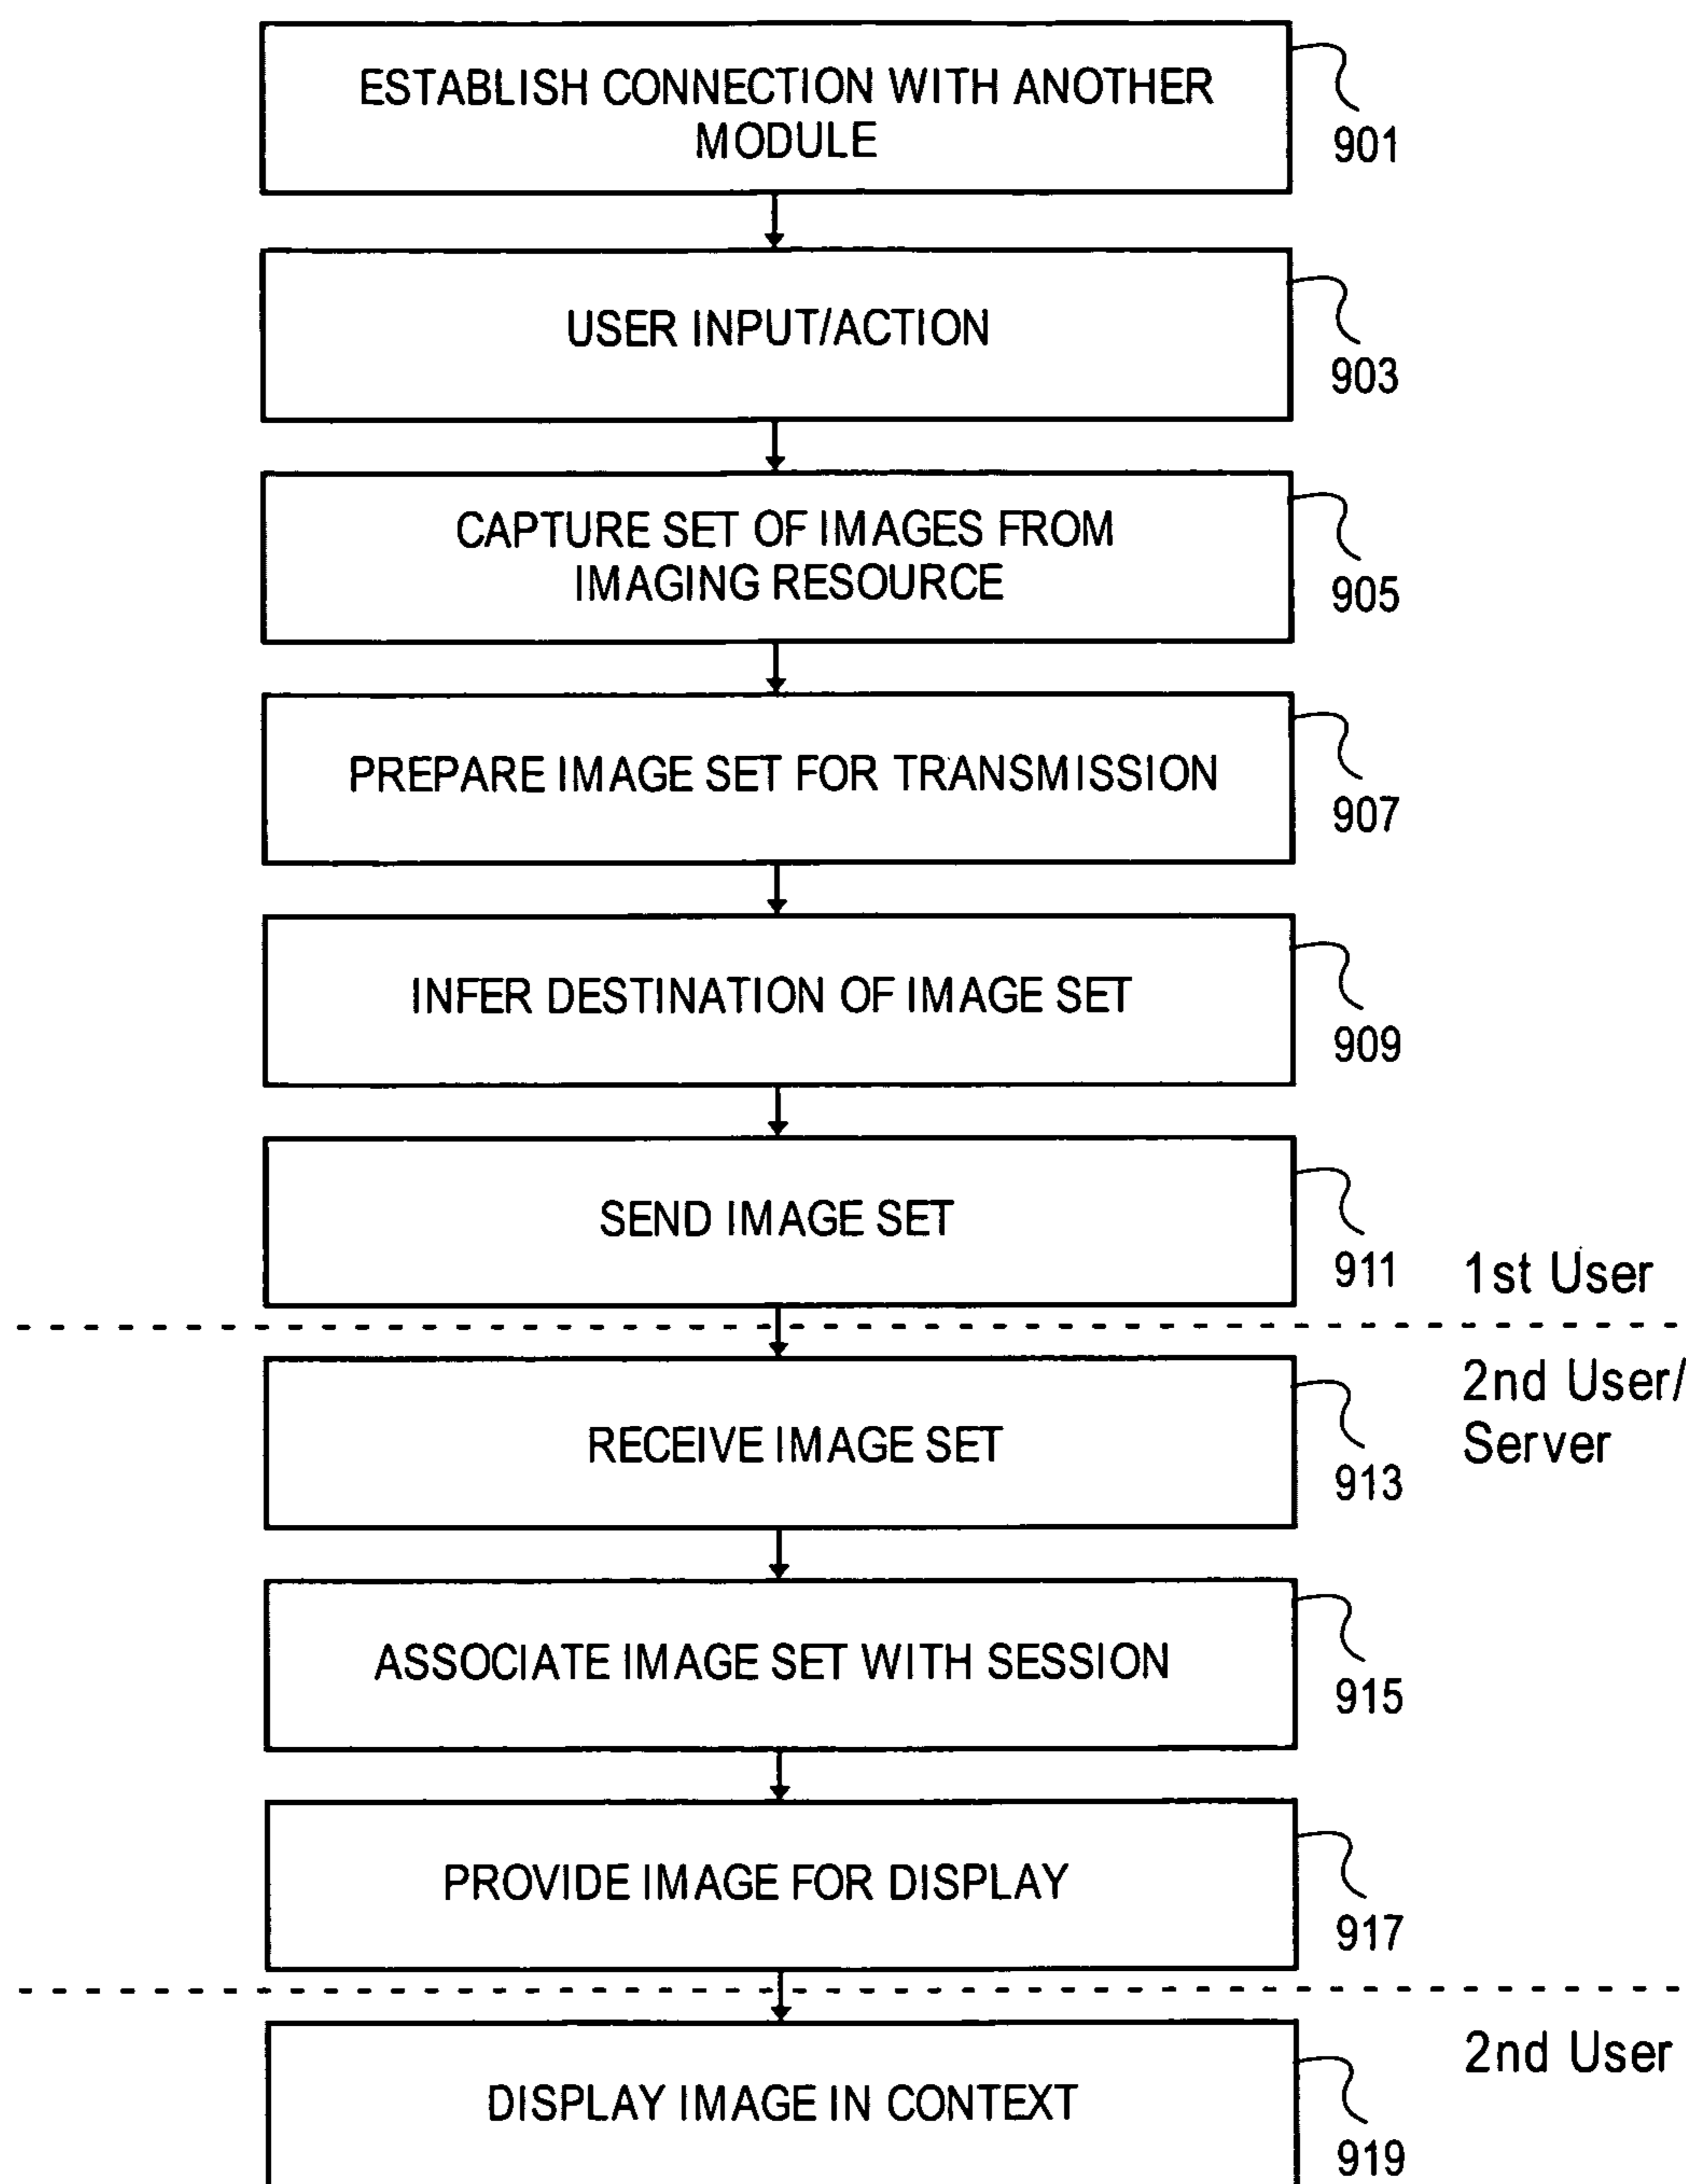 ESTABLISH CONNECTION WITH ANOTHER
MODULE
901
USER INPUT/ACTION
903
CAPTURE SET OF IMAGES FROM
IMAGING RESOURCE
905
PREPARE IMAGE SET FOR TRANSMISSION
907
INFER DESTINATION OF IMAGE SET
909
SEND IMAGE SET
911
1st User
2nd User/
Server
RECEIVE IMAGE SET
913
ASSOCIATE IMAGE SET WITH SESSION
915
PROVIDE IMAGE FOR DISPLAY
917
2nd User
DISPLAY IMAGE IN CONTEXT
919